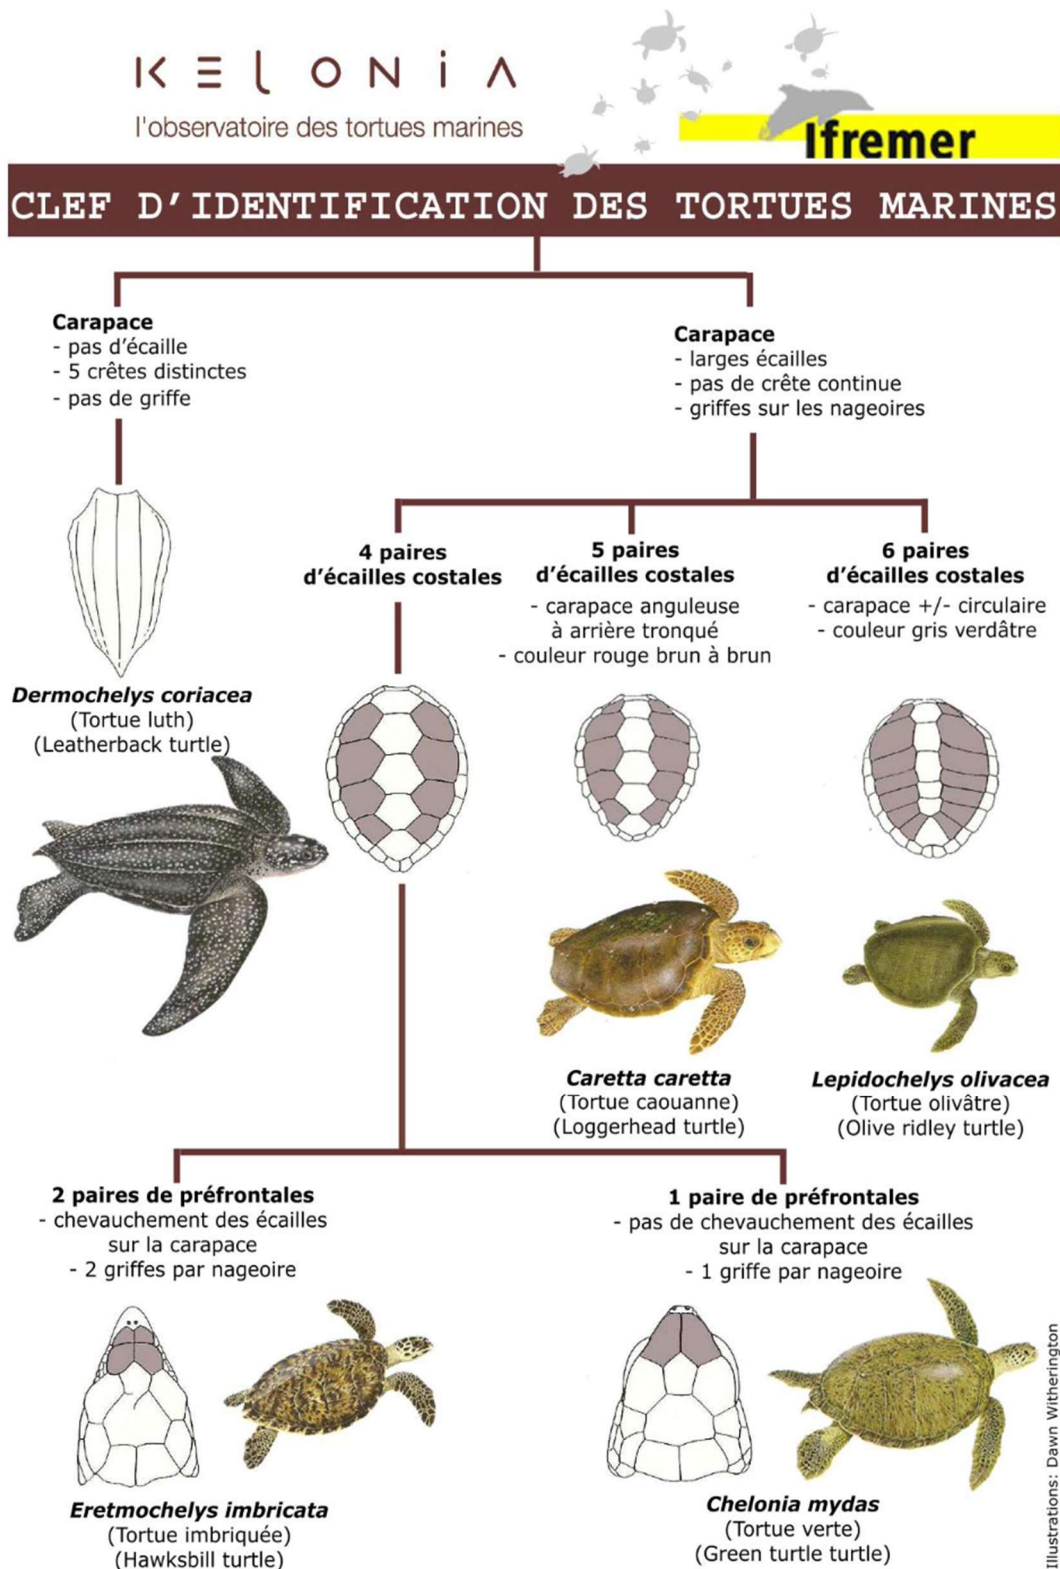 KELONiA
l'observatoire des tortues marines
Ifremer
CLEF D'IDENTIFICATION DES TORTUES MARINES
Carapace
- pas d'écaille
- 5 crêtes distinctes
- pas de griffe
Carapace
- larges écailles
- pas de crête continue
- griffes sur les nageoires
4 paires
d'écailles costales
5 paires
d'écailles costales
- carapace anguleuse
à arrière tronqué
- couleur rouge brun à brun
6 paires
d'écailles costales
- carapace +/- circulaire
- couleur gris verdâtre
Dermochelys coriacea
(Tortue luth)
(Leatherback turtle)
Caretta caretta
(Tortue caouanne)
(Loggerhead turtle)
Lepidochelys olivacea
(Tortue olivâtre)
(Olive ridley turtle)
2 paires de préfrontales
- chevauchement des écailles
sur la carapace
- 2 griffes par nageoire
1 paire de préfrontales
- pas de chevauchement des écailles
sur la carapace
- 1 griffe par nageoire
Eretmochelys imbricata
(Tortue imbriquée)
(Hawksbill turtle)
Chelonia mydas
(Tortue verte)
(Green turtle turtle)
Illustrations: Dawn Witherington